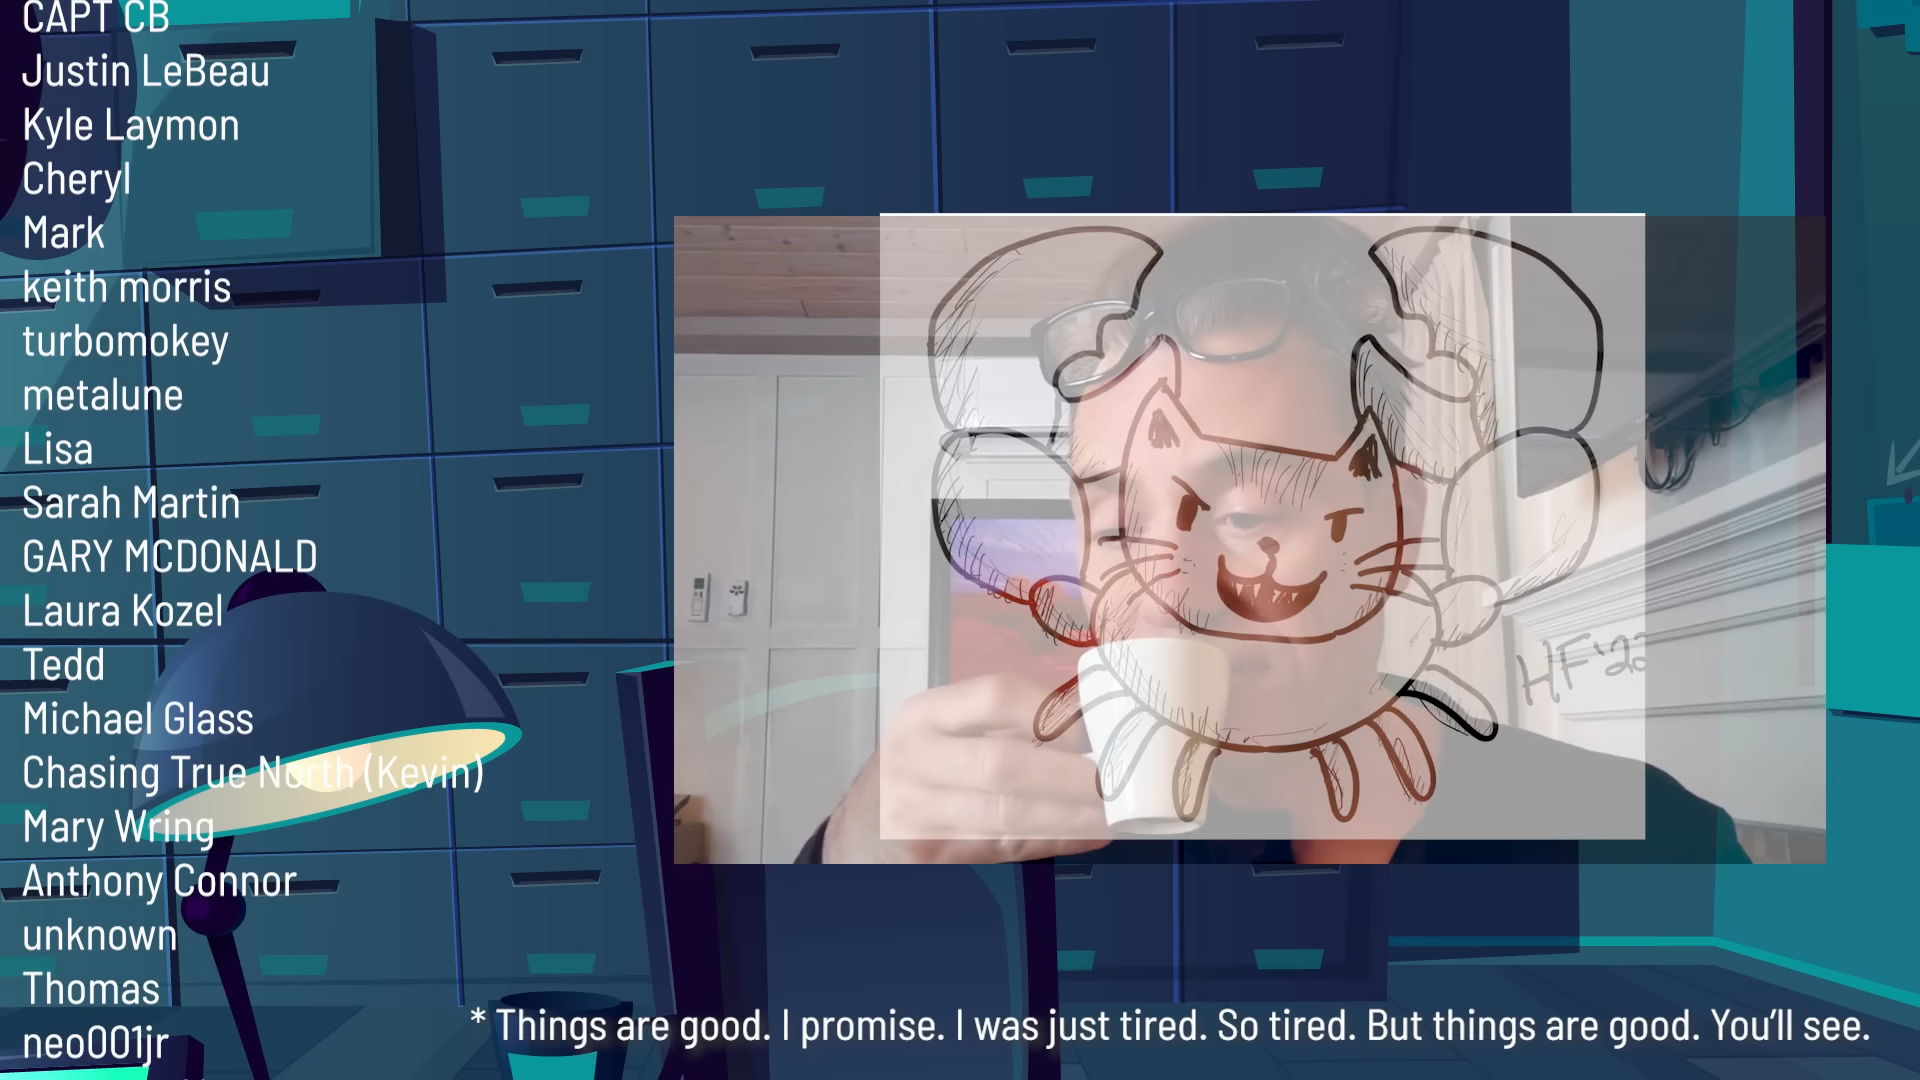 CAPT CB
Justin LeBeau
Kyle Laymon
Cheryl
Mark
keith morris
turbomokey
metalune
Lisa
Sarah Martin
GARY MCDONALD
Laura Kozel
Tedd
Michael Glass
Chasing True North (Kevin)
Mary Wring
Anthony Connor
unknown
Thomas
neo001jr
HF '22
* Things are good. I promise. I was just tired. So tired. But things are good. You'll see.